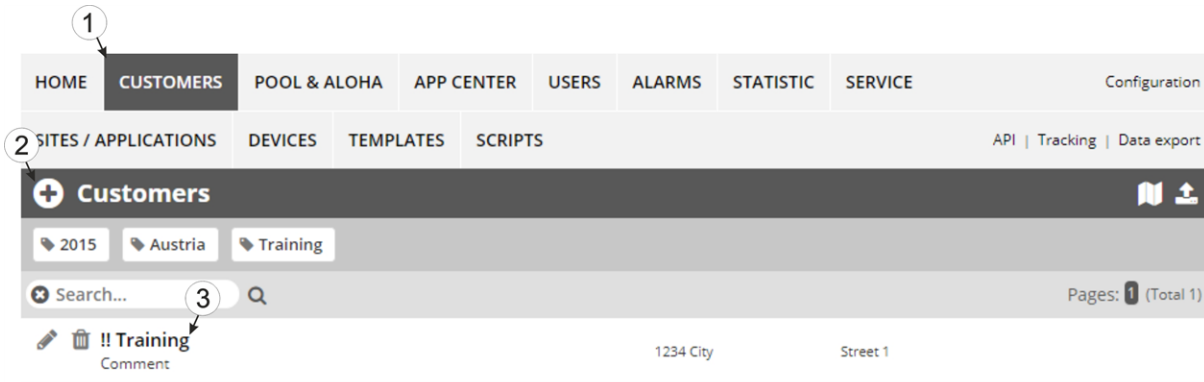 1
HOME CUSTOMERS POOL & ALOHA APP CENTER USERS ALARMS STATISTIC SERVICE Configuration
2
SITES / APPLICATIONS DEVICES TEMPLATES SCRIPTS API | Tracking | Data export
Customers
2015 Austria Training
Search... 3 Pages: 1 (Total 1)
!! Training 1234 City Street 1
Comment